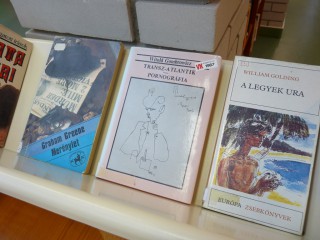 Graham Greene
Merénylet
Witold Gombrowicz
TRANSZ-ATLANTIK
PORNOGRÁFIA
WILLIAM GOLDING
A LEGYEK URA
EURÓPA ZSEBKÖNYVEK